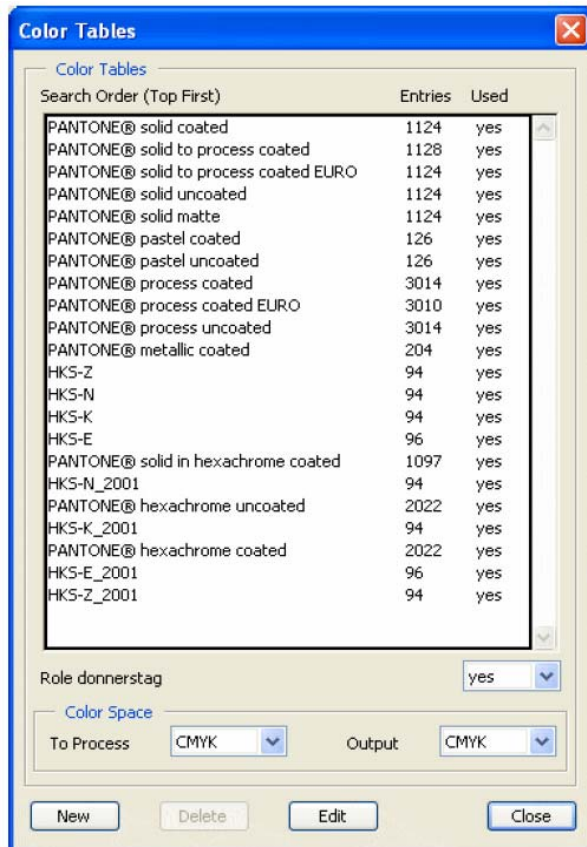 Color Tables
Color Tables
Search Order (Top First) Entries Used
PANTONE® solid coated 1124 yes
PANTONE® solid to process coated 1128 yes
PANTONE® solid to process coated EURO 1124 yes
PANTONE® solid uncoated 1124 yes
PANTONE® solid matte 1124 yes
PANTONE® pastel coated 126 yes
PANTONE® pastel uncoated 126 yes
PANTONE® process coated 3014 yes
PANTONE® process coated EURO 3010 yes
PANTONE® process uncoated 3014 yes
PANTONE® metallic coated 204 yes
HKS-Z 94 yes
HKS-N 94 yes
HKS-K 94 yes
HKS-E 96 yes
PANTONE® solid in hexachrome coated 1097 yes
HKS-N_2001 94 yes
PANTONE® hexachrome uncoated 2022 yes
HKS-K_2001 94 yes
PANTONE® hexachrome coated 2022 yes
HKS-E_2001 96 yes
HKS-Z_2001 94 yes
Role donnerstag yes
Color Space
To Process CMYK Output CMYK
New Delete Edit Close